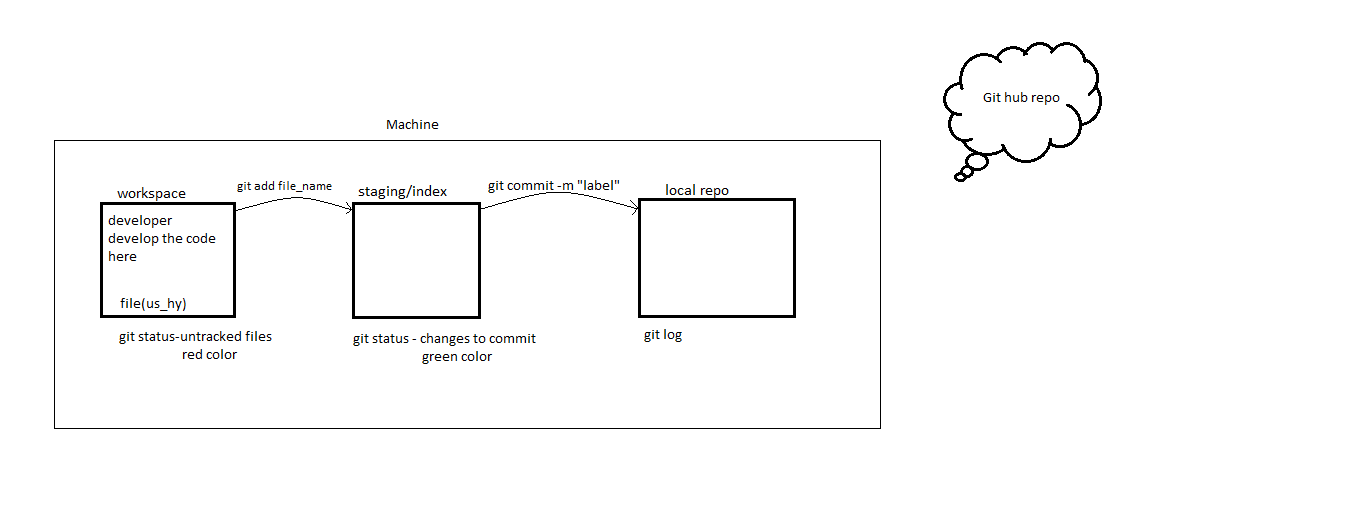 Git hub repo
Machine
workspace
git add file_name
staging/index
git commit -m "label"
local repo
developer
develop the code
here
file(us_hy)
git status-untracked files
red color
git status - changes to commit
green color
git log